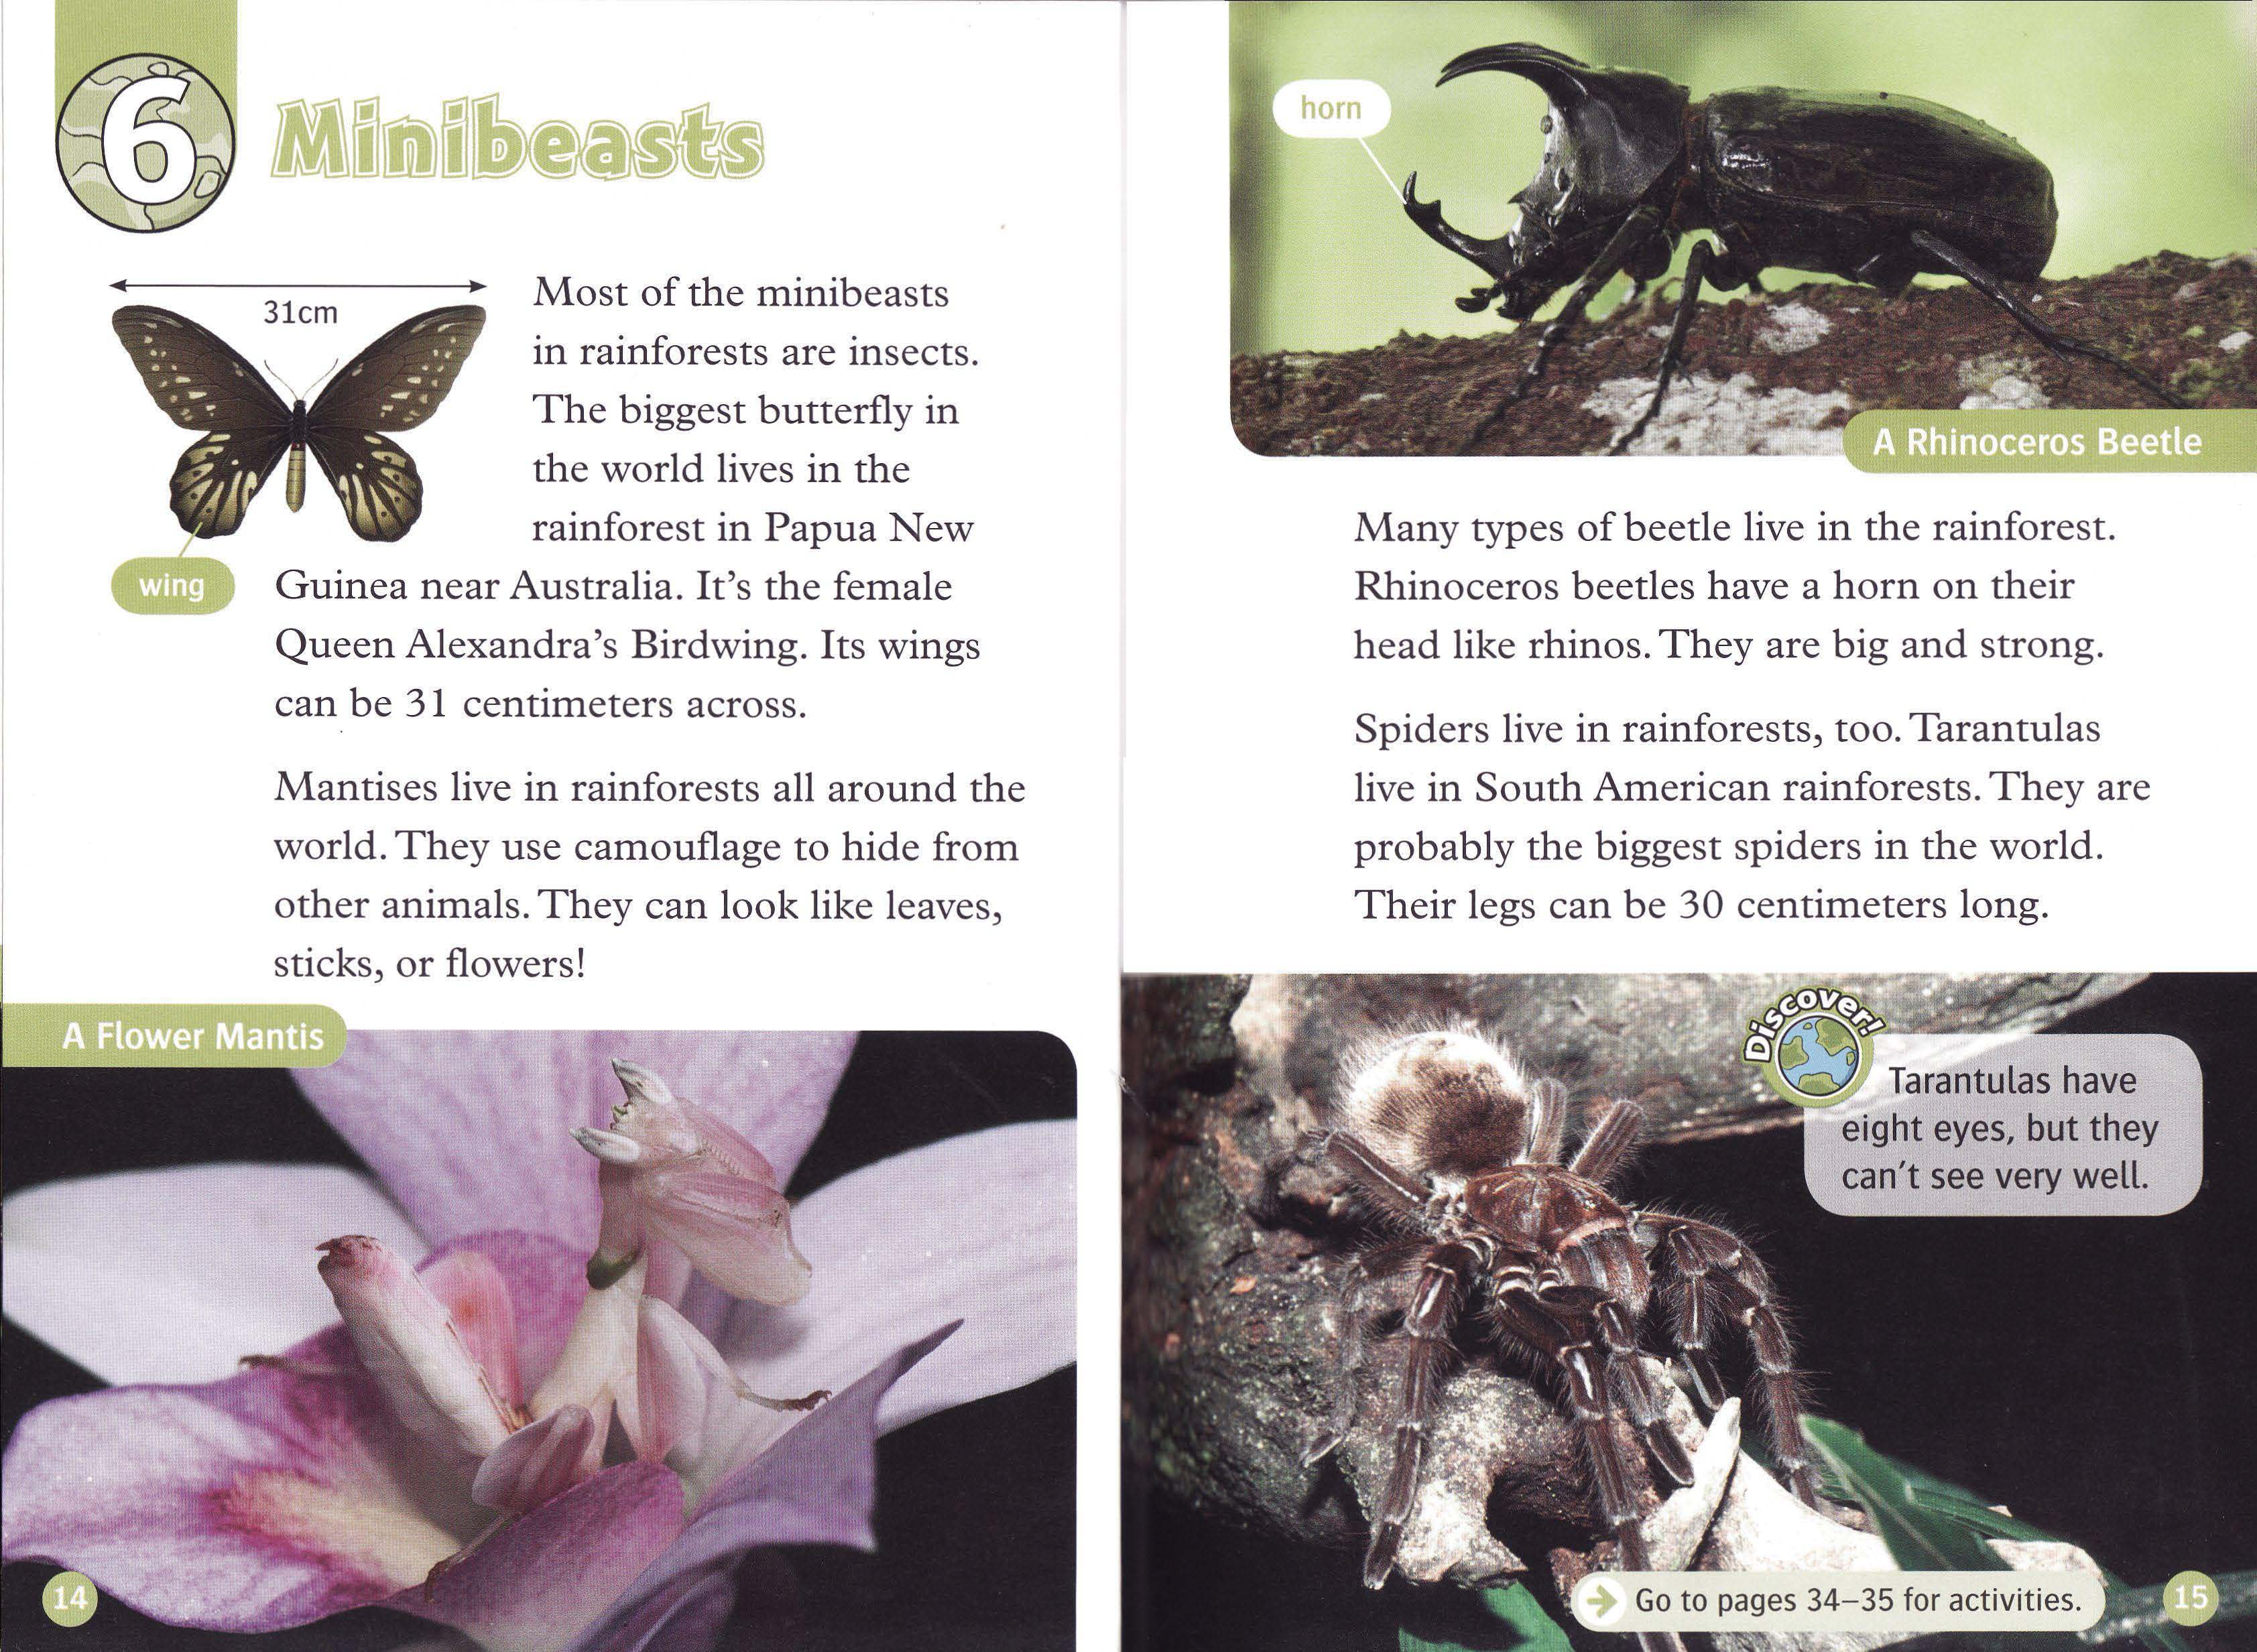 6
Minibeasts
31cm
wing
Most of the minibeasts
in rainforests are insects.
The biggest butterfly in
the world lives in the
rainforest in Papua New
Guinea near Australia. It's the female
Queen Alexandra's Birdwing. Its wings
can be 31 centimeters across.
Mantises live in rainforests all around the
world. They use camouflage to hide from
other animals. They can look like leaves,
sticks, or flowers!
A Flower Mantis
14
horn
A Rhinoceros Beetle
Many types of beetle live in the rainforest.
Rhinoceros beetles have a horn on their
head like rhinos. They are big and strong.
Spiders live in rainforests, too. Tarantulas
live in South American rainforests. They are
probably the biggest spiders in the world.
Their legs can be 30 centimeters long.
Discover!
Tarantulas have
eight eyes, but they
can't see very well.
Go to pages 34–35 for activities.
15